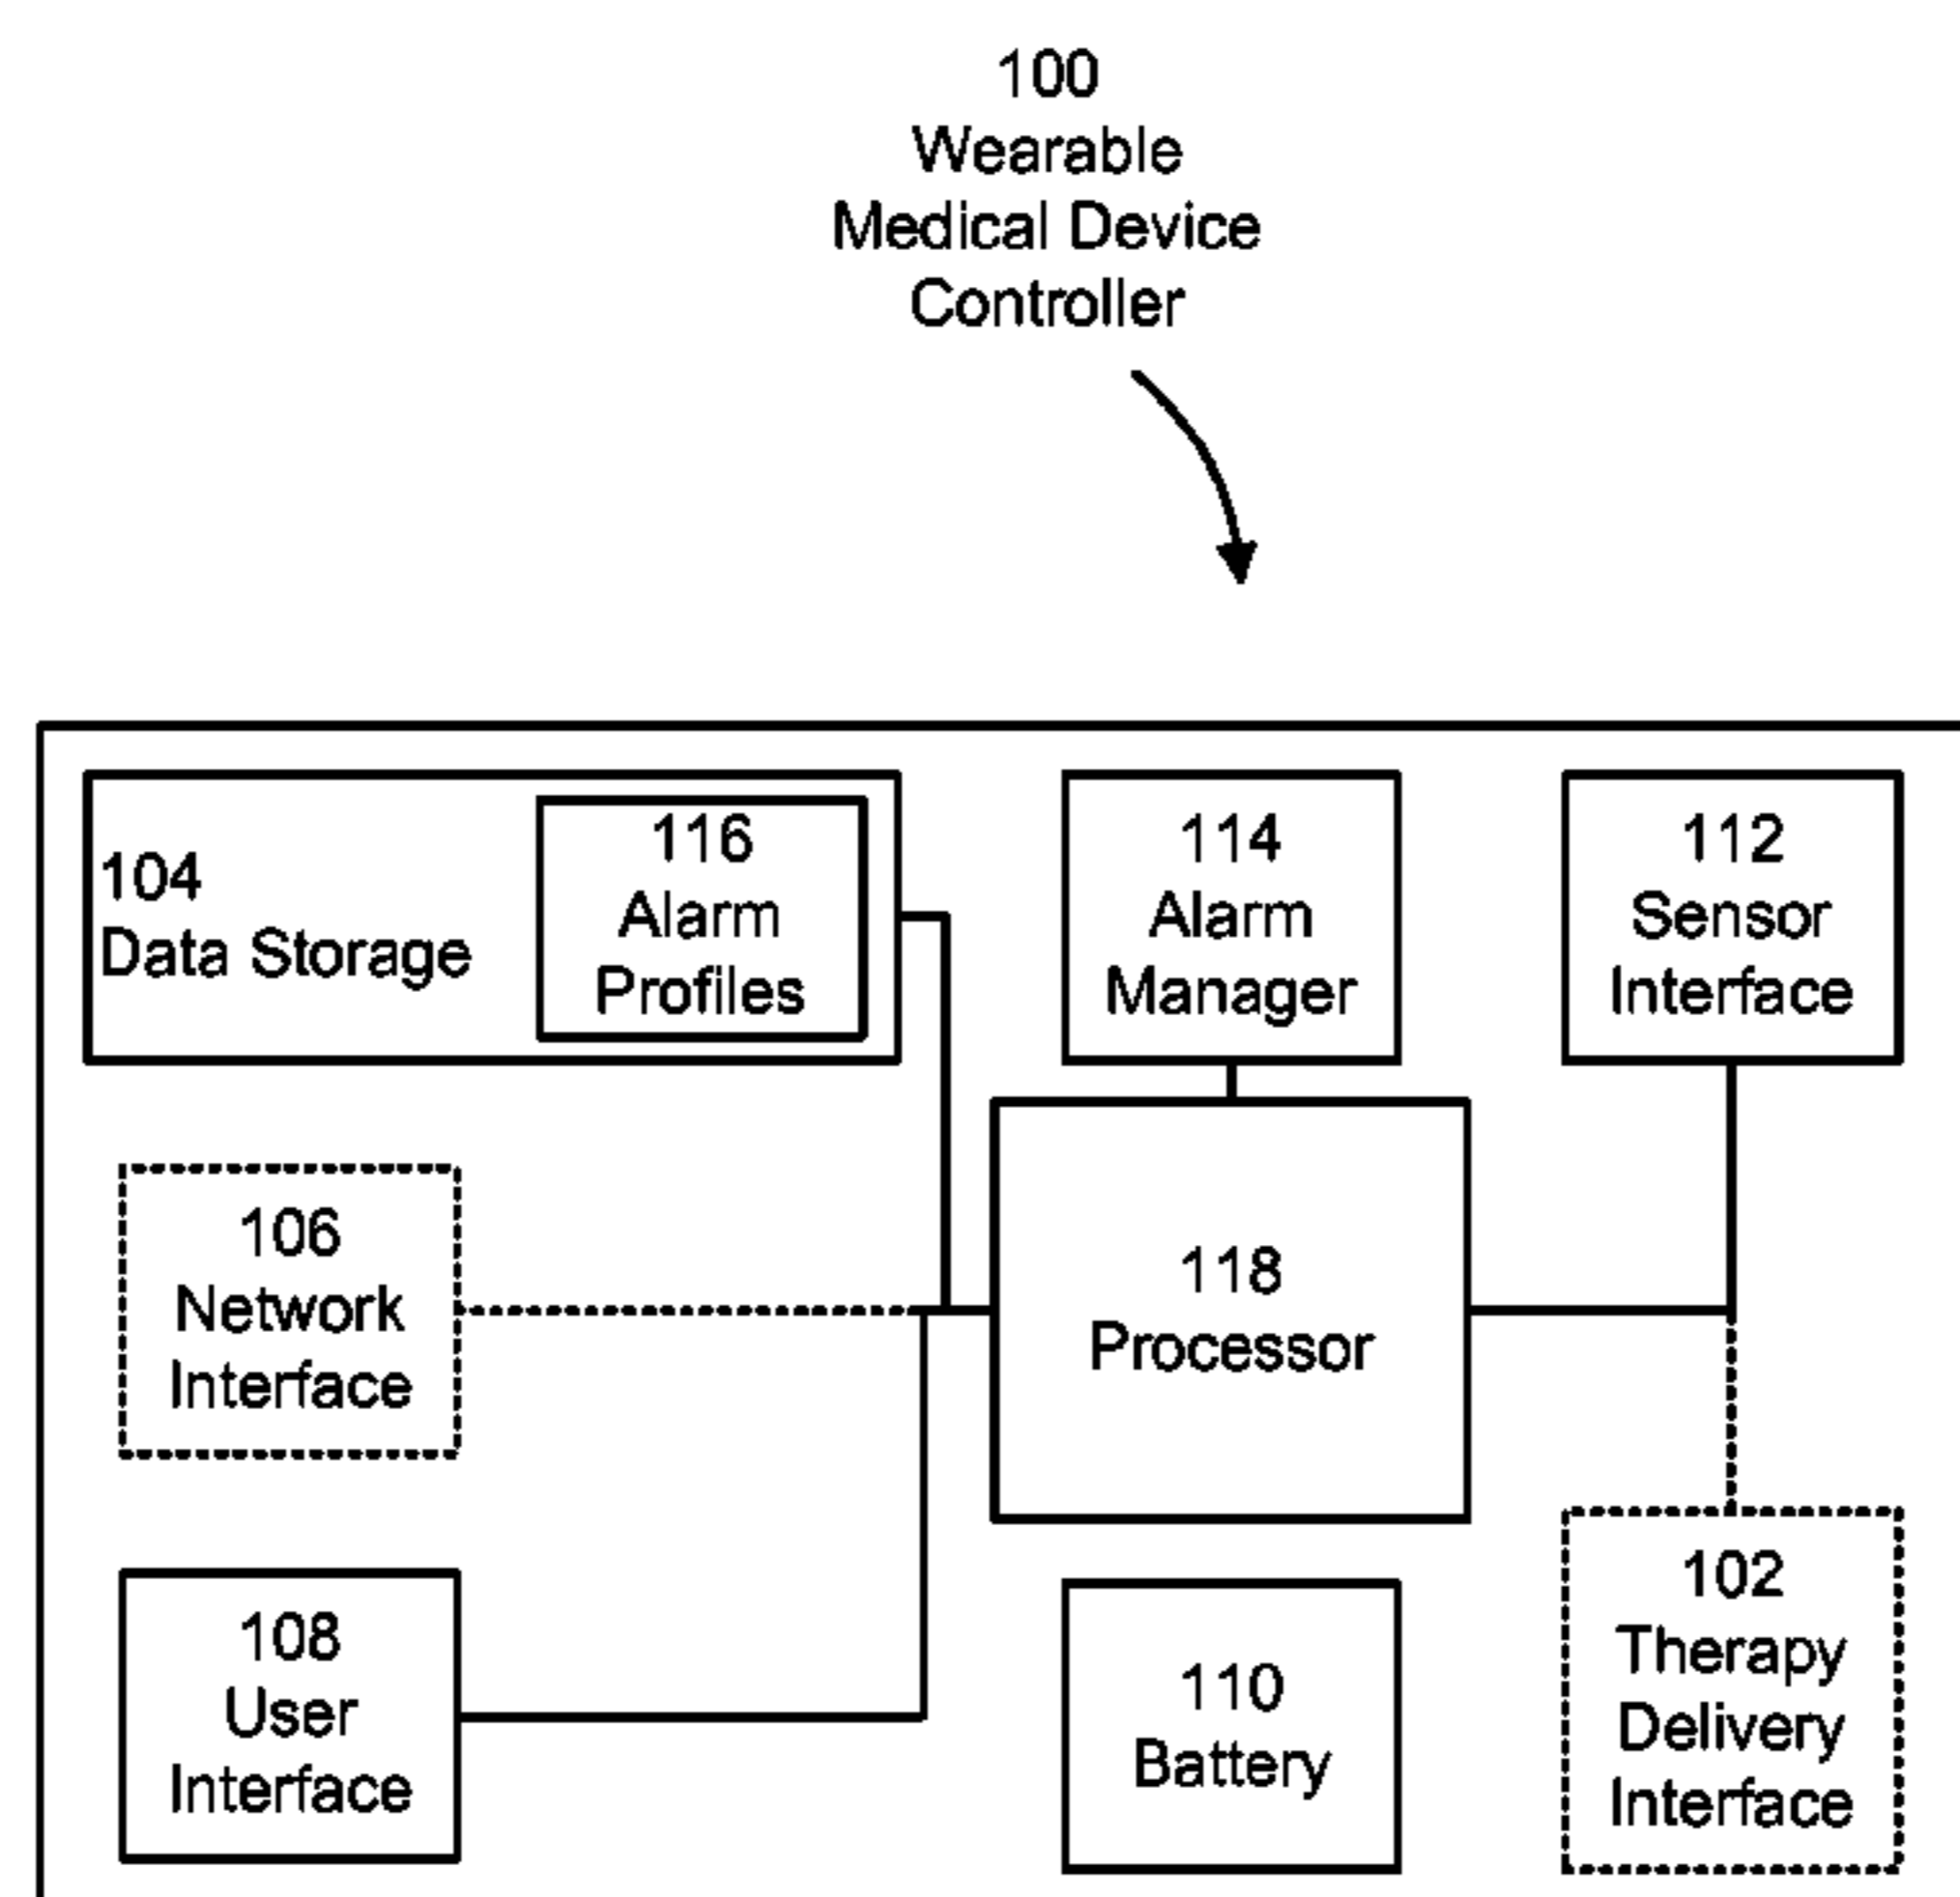 100
Wearable
Medical Device
Controller
104
Data Storage
116
Alarm
Profiles
114
Alarm
Manager
112
Sensor
Interface
106
Network
Interface
118
Processor
108
User
Interface
110
Battery
102
Therapy
Delivery
Interface